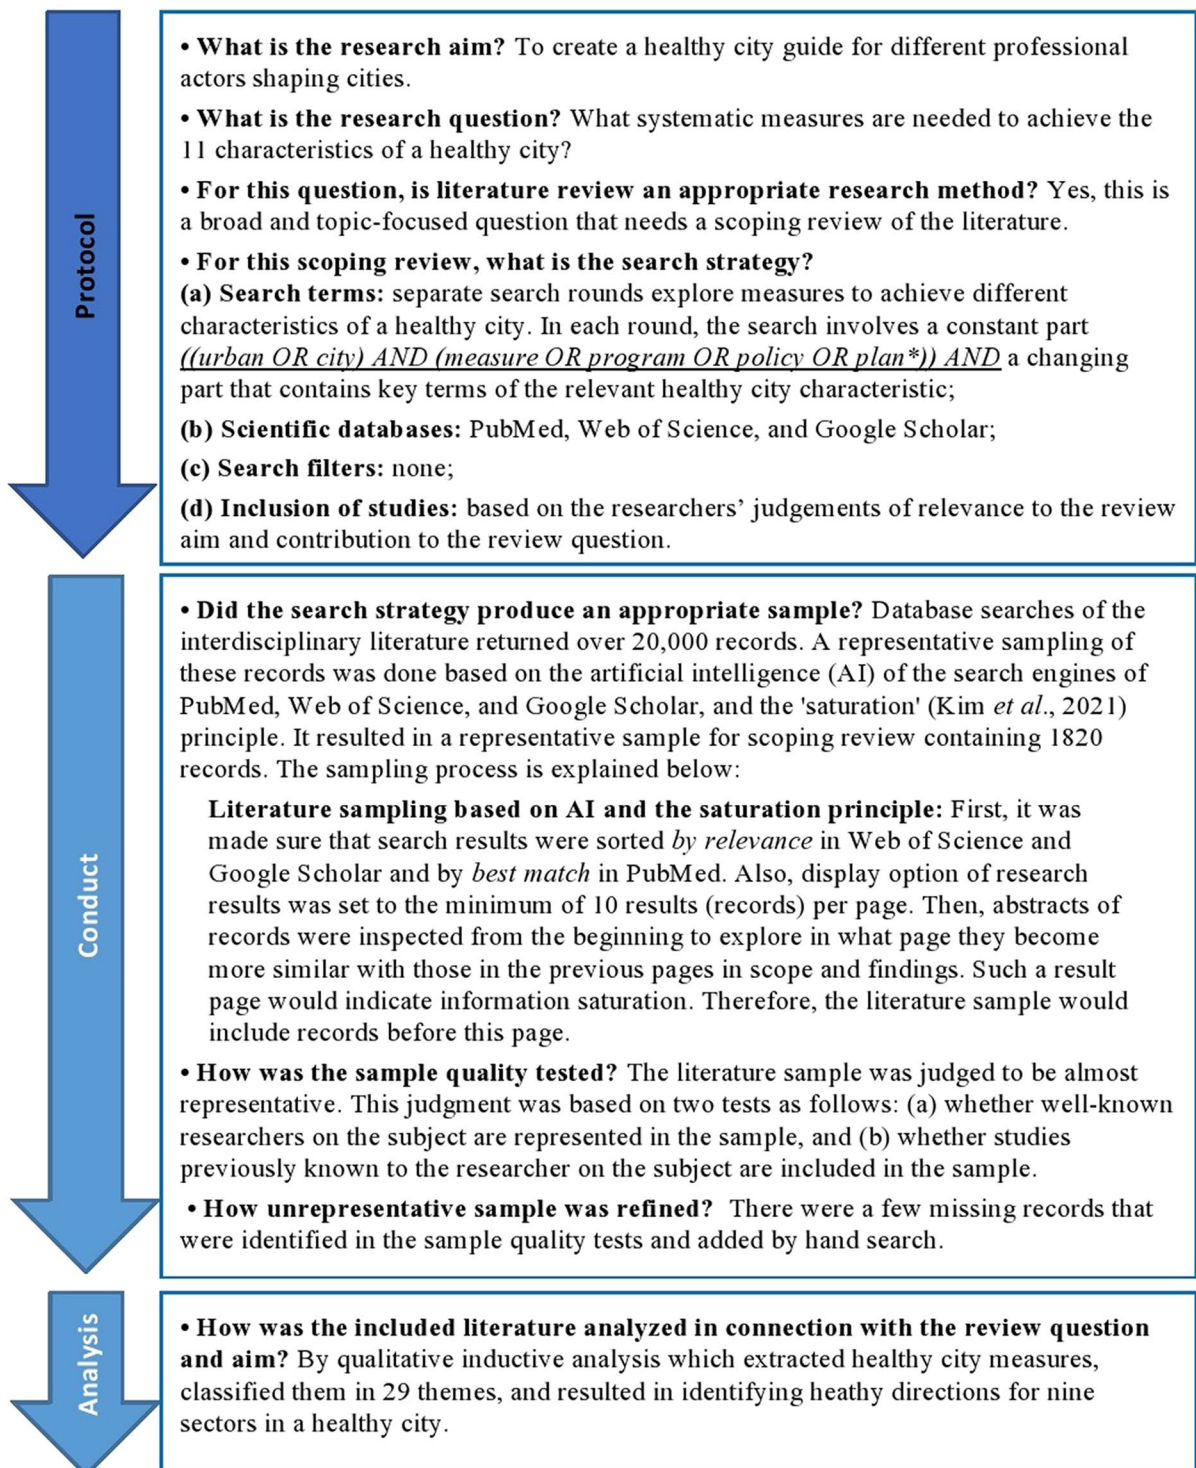 Protocol
• What is the research aim? To create a healthy city guide for different professional
actors shaping cities.
• What is the research question? What systematic measures are needed to achieve the
11 characteristics of a healthy city?
• For this question, is literature review an appropriate research method? Yes, this is
a broad and topic-focused question that needs a scoping review of the literature.
• For this scoping review, what is the search strategy?
(a) Search terms: separate search rounds explore measures to achieve different
characteristics of a healthy city. In each round, the search involves a constant part
((urban OR city) AND (measure OR program OR policy OR plan*)) AND a changing
part that contains key terms of the relevant healthy city characteristic;
(b) Scientific databases: PubMed, Web of Science, and Google Scholar;
(c) Search filters: none;
(d) Inclusion of studies: based on the researchers’ judgements of relevance to the review
aim and contribution to the review question.
Conduct
• Did the search strategy produce an appropriate sample? Database searches of the
interdisciplinary literature returned over 20,000 records. A representative sampling of
these records was done based on the artificial intelligence (AI) of the search engines of
PubMed, Web of Science, and Google Scholar, and the 'saturation' (Kim et al., 2021)
principle. It resulted in a representative sample for scoping review containing 1820
records. The sampling process is explained below:
Literature sampling based on AI and the saturation principle: First, it was
made sure that search results were sorted by relevance in Web of Science and
Google Scholar and by best match in PubMed. Also, display option of research
results was set to the minimum of 10 results (records) per page. Then, abstracts of
records were inspected from the beginning to explore in what page they become
more similar with those in the previous pages in scope and findings. Such a result
page would indicate information saturation. Therefore, the literature sample would
include records before this page.
• How was the sample quality tested? The literature sample was judged to be almost
representative. This judgment was based on two tests as follows: (a) whether well-known
researchers on the subject are represented in the sample, and (b) whether studies
previously known to the researcher on the subject are included in the sample.
• How unrepresentative sample was refined? There were a few missing records that
were identified in the sample quality tests and added by hand search.
Analysis
• How was the included literature analyzed in connection with the review question
and aim? By qualitative inductive analysis which extracted healthy city measures,
classified them in 29 themes, and resulted in identifying heathy directions for nine
sectors in a healthy city.